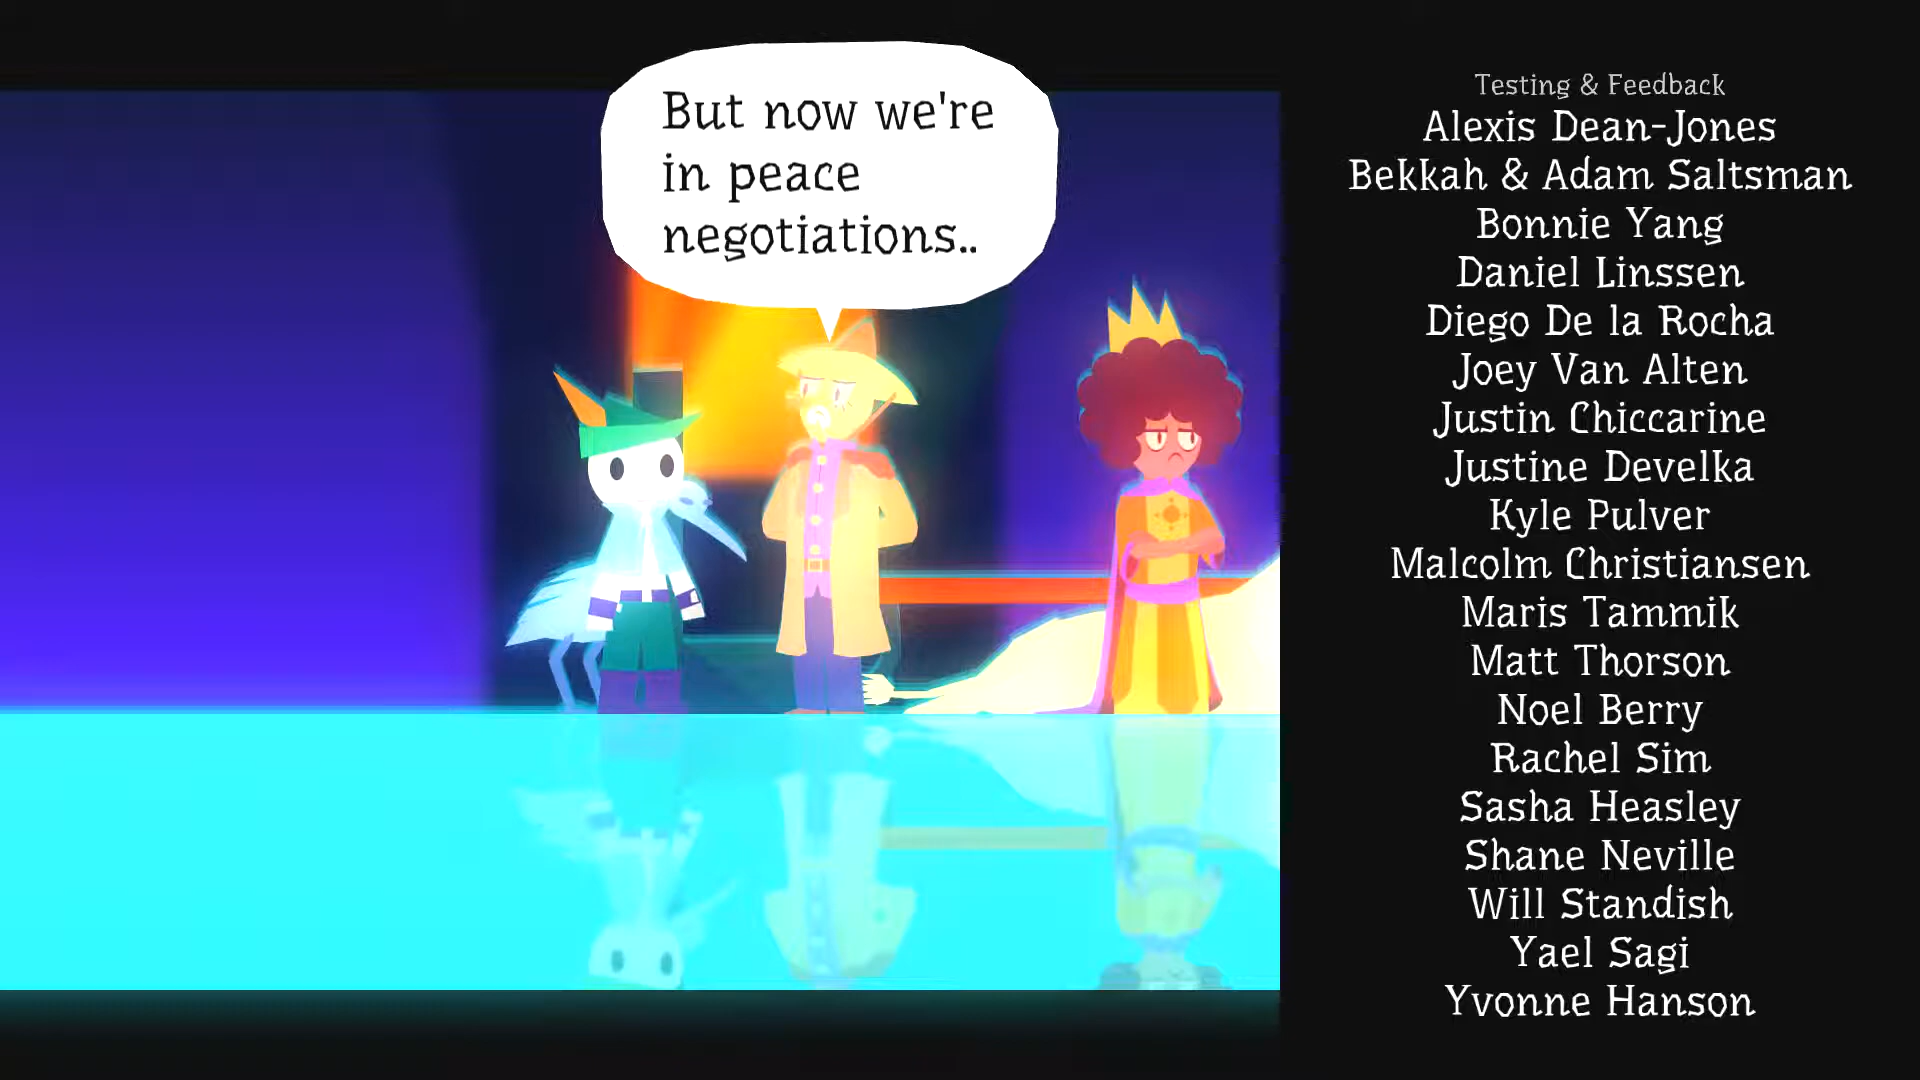 But now we're
in peace
negotiations..
Testing & Feedback
Alexis Dean-Jones
Bekkah & Adam Saltsman
Bonnie Yang
Daniel Linssen
Diego De la Rocha
Joey Van Alten
Justin Chiccarine
Justine Develka
Kyle Pulver
Malcolm Christiansen
Maris Tammik
Matt Thorson
Noel Berry
Rachel Sim
Sasha Heasley
Shane Neville
Will Standish
Yael Sagi
Yvonne Hanson